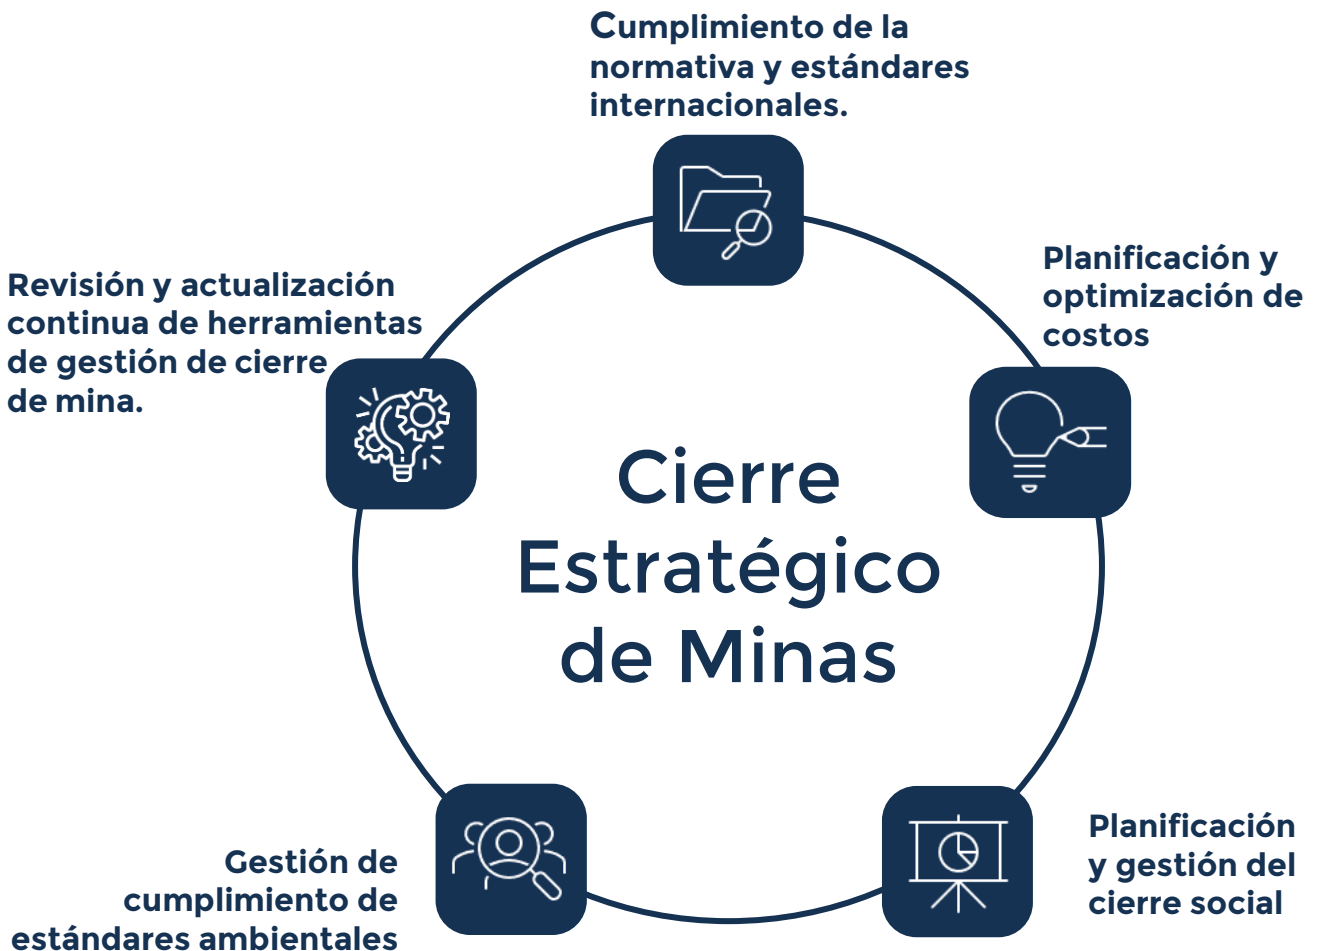 Cumplimiento de la
normativa y estándares
internacionales.
Planificación y
optimización de
costos
Revisión y actualización
continua de herramientas
de gestión de cierre
de mina.
Cierre
Estratégico
de Minas
Planificación
y gestión del
cierre social
Gestión de
cumplimiento de
estándares ambientales